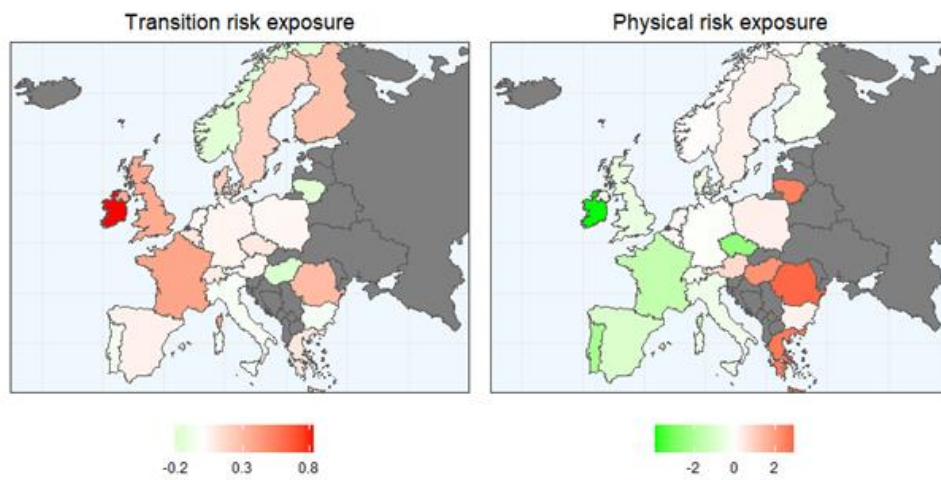 Transition risk exposure
Physical risk exposure
-0.2 0.3 0.8
-2 0 2